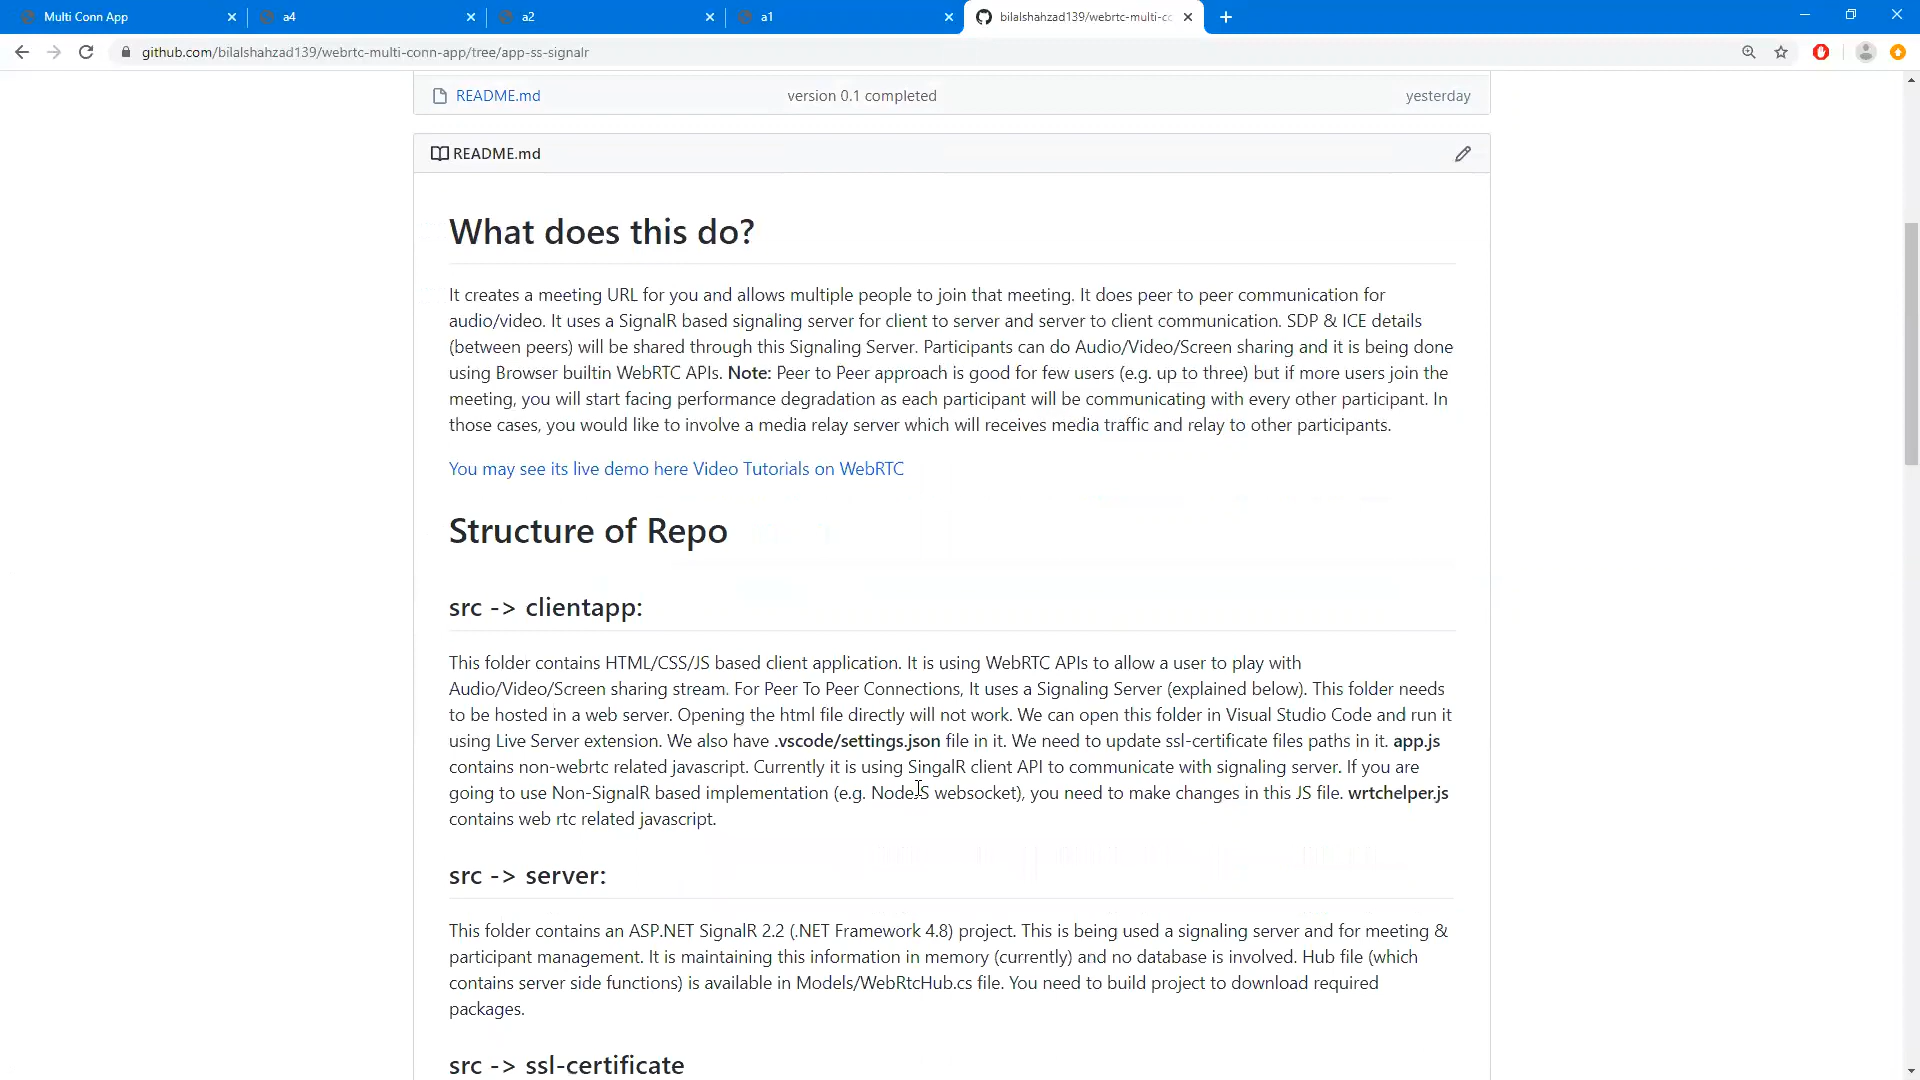 Multi Conn App
a4
a2
a1
bilalshahzad139/webrtc-multi-cc
github.com/bilalshahzad139/webrtc-multi-conn-app/tree/app-ss-signalr
README.md version 0.1 completed yesterday
README.md
What does this do?
It creates a meeting URL for you and allows multiple people to join that meeting. It does peer to peer communication for
audio/video. It uses a SignalR based signaling server for client to server and server to client communication. SDP & ICE details
(between peers) will be shared through this Signaling Server. Participants can do Audio/Video/Screen sharing and it is being done
using Browser builtin WebRTC APIs. Note: Peer to Peer approach is good for few users (e.g. up to three) but if more users join the
meeting, you will start facing performance degradation as each participant will be communicating with every other participant. In
those cases, you would like to involve a media relay server which will receives media traffic and relay to other participants.
You may see its live demo here Video Tutorials on WebRTC
Structure of Repo
src -> clientapp:
This folder contains HTML/CSS/JS based client application. It is using WebRTC APIs to allow a user to play with
Audio/Video/Screen sharing stream. For Peer To Peer Connections, It uses a Signaling Server (explained below). This folder needs
to be hosted in a web server. Opening the html file directly will not work. We can open this folder in Visual Studio Code and run it
using Live Server extension. We also have .vscode/settings.json file in it. We need to update ssl-certificate files paths in it. app.js
contains non-webrtc related javascript. Currently it is using SingalR client API to communicate with signaling server. If you are
going to use Non-SignalR based implementation (e.g. NodeJS websocket), you need to make changes in this JS file. wrtchelper.js
contains web rtc related javascript.
src -> server:
This folder contains an ASP.NET SignalR 2.2 (.NET Framework 4.8) project. This is being used a signaling server and for meeting &
participant management. It is maintaining this information in memory (currently) and no database is involved. Hub file (which
contains server side functions) is available in Models/WebRtcHub.cs file. You need to build project to download required
packages.
src -> ssl-certificate